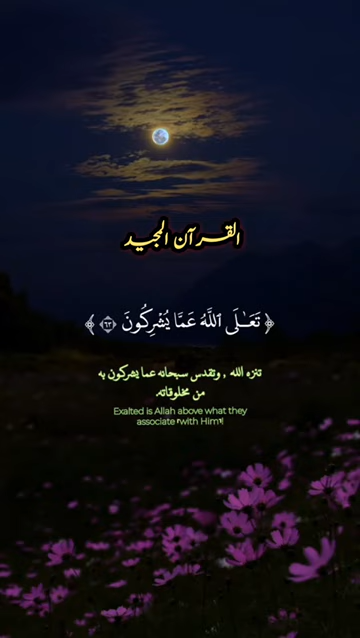 القرآن المجيد
﴿ تَعَـٰلَى ٱللَّهُ عَمَّا يُشْرِكُونَ ٦٣ ﴾
تنزه الله , وتقدس سبحانه عما يشركون به
من مخلوقاته.
Exalted is Allah above what they
associate ⸢with Him⸣!